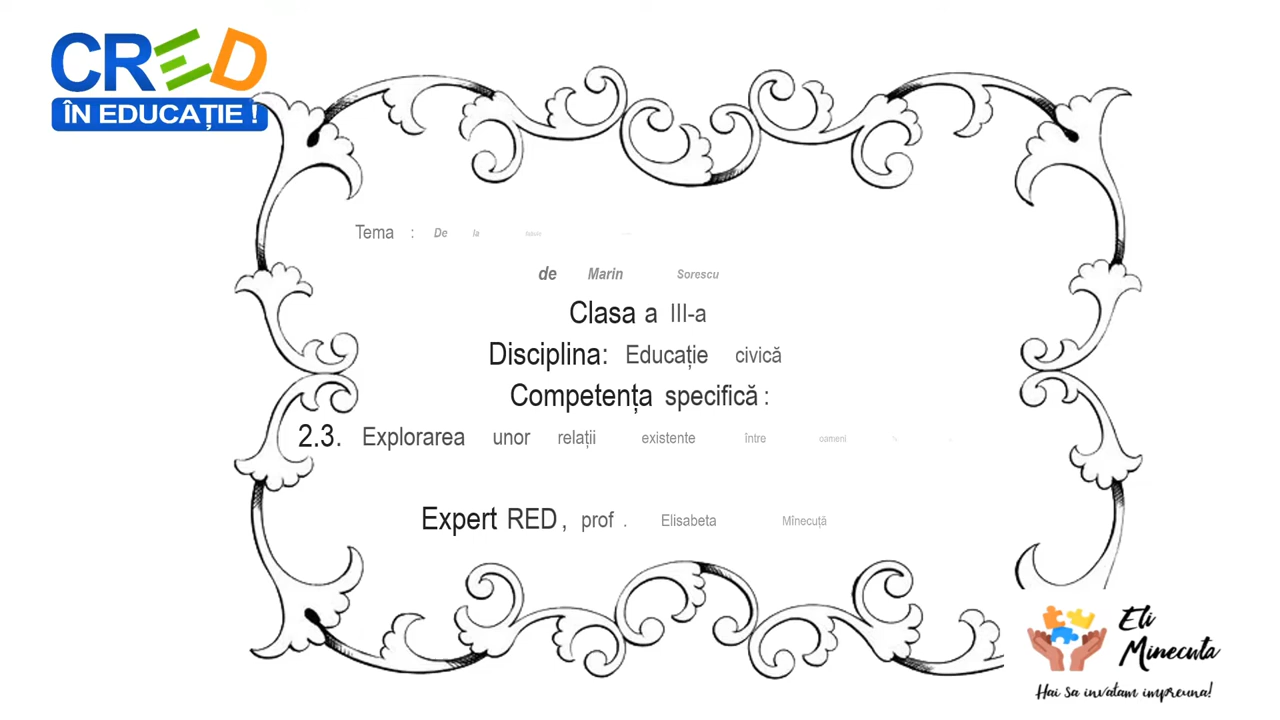 CRED
ÎN EDUCAȚIE !
Tema : De la
de Marin Sorescu
Clasa a III-a
Disciplina: Educație civică
Competența specifică :
2.3. Explorarea unor relații existente între oameni
Expert RED, prof . Elisabeta Mînecuță
Eli
Minecuta
Hai sa invatam impreuna!